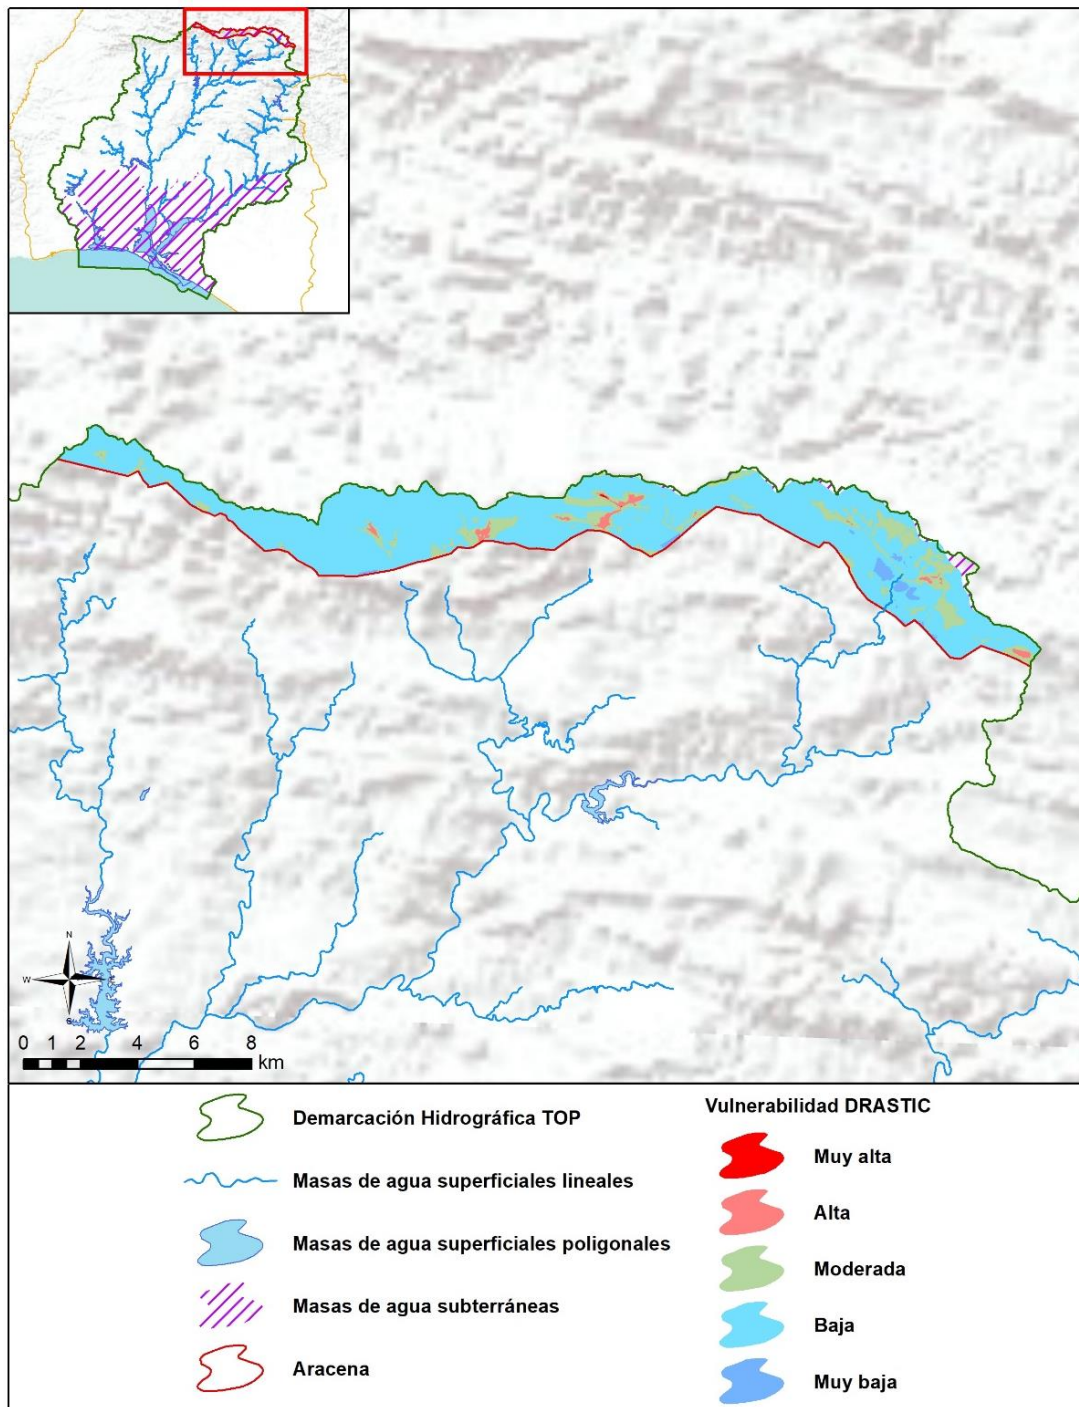 N
W
S
0 1 2 4 6 8
km
Demarcación Hidrográfica TOP
Masas de agua superficiales lineales
Masas de agua superficiales poligonales
Masas de agua subterráneas
Aracena
Vulnerabilidad DRASTIC
Muy alta
Alta
Moderada
Baja
Muy baja